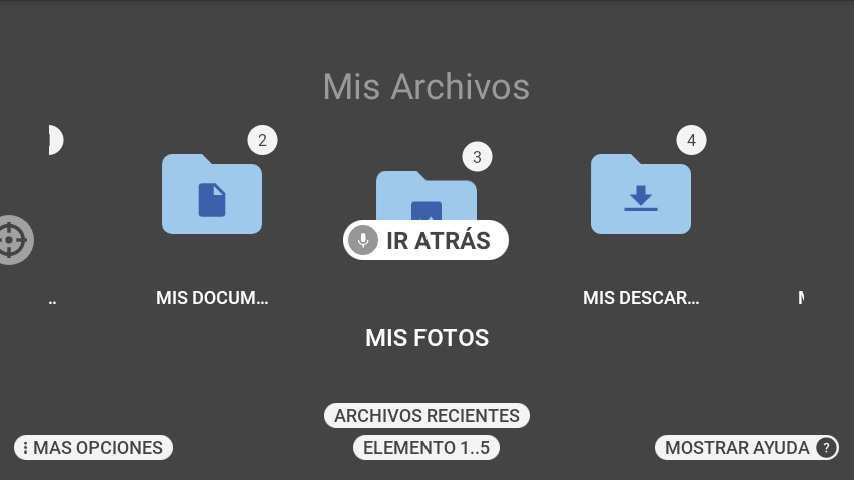 Mis Archivos
2
3
4
IR ATRÁS
..
MIS DOCUM...
MIS DESCAR...
MIS FOTOS
ARCHIVOS RECIENTES
MAS OPCIONES
ELEMENTO 1..5
MOSTRAR AYUDA ?